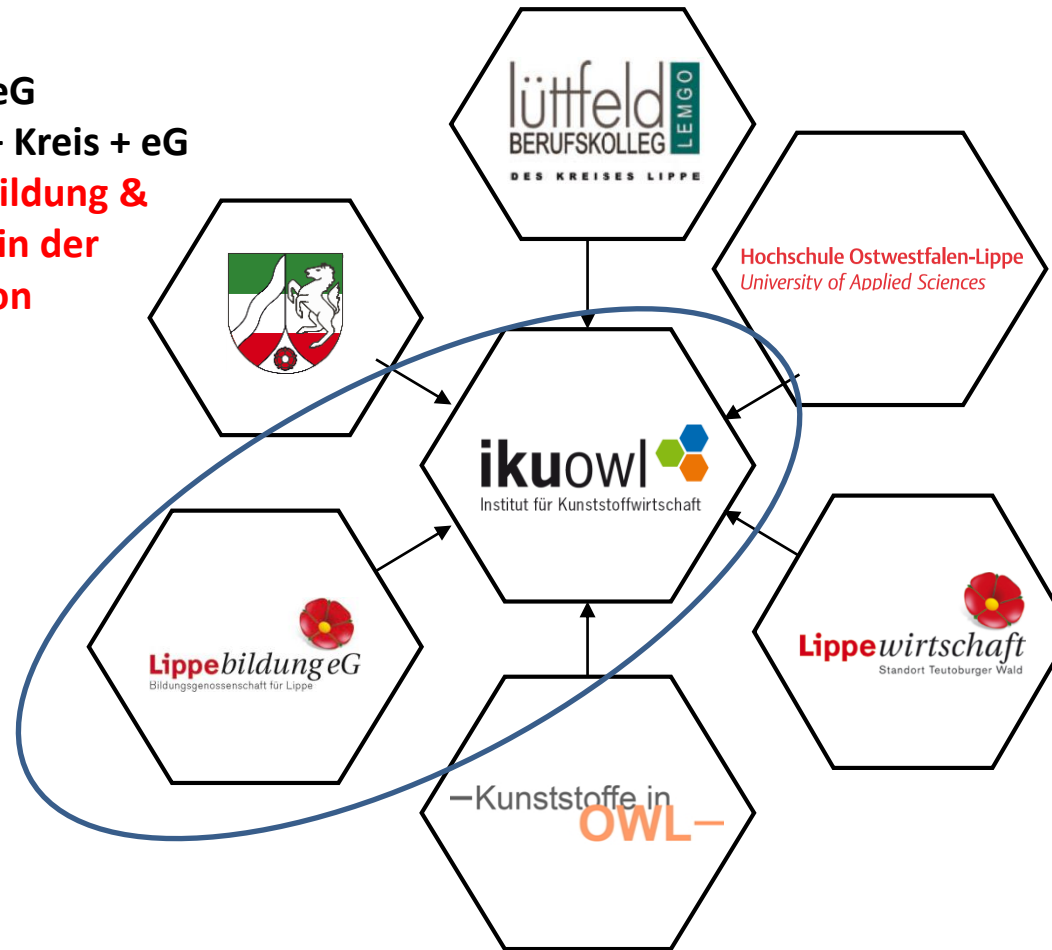 eG
- Kreis + eG
ildung &
in der
on
lüttfeld
BERUFSKOLLEG
LEMGO
DES KREISES LIPPE
Hochschule Ostwestfalen-Lippe
University of Applied Sciences
ikuowl
Institut für Kunststoffwirtschaft
Lippebildung eG
Bildungsgenossenschaft für Lippe
Lippewirtschaft
Standort Teutoburger Wald
–Kunststoffe in
OWL–